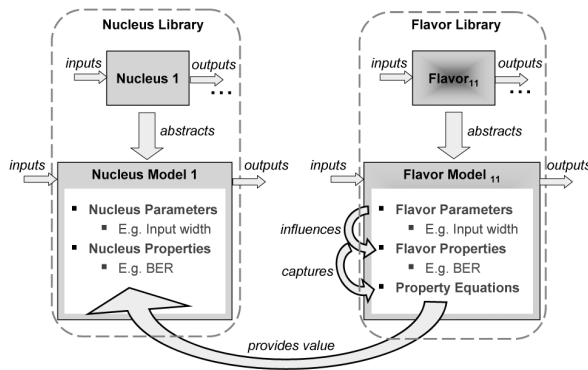 Nucleus Library
inputs
Nucleus 1
outputs
...
abstracts
inputs
Nucleus Model 1
outputs
▪ Nucleus Parameters
▪ E.g. Input width
▪ Nucleus Properties
▪ E.g. BER
Flavor Library
inputs
Flavor11
outputs
...
abstracts
inputs
Flavor Model 11
outputs
influences
captures
▪ Flavor Parameters
▪ E.g. Input width
▪ Flavor Properties
▪ E.g. BER
▪ Property Equations
provides value